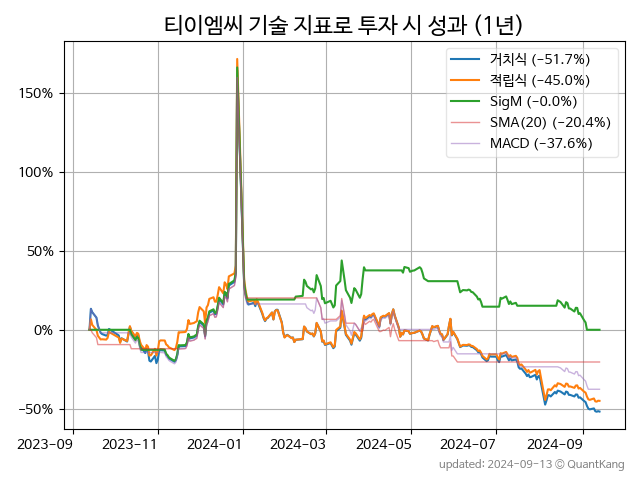 티이엠씨 기술 지표로 투자 시 성과 (1년)
거치식 (−51.7%)
적립식 (−45.0%)
SigM (−0.0%)
SMA(20) (−20.4%)
MACD (−37.6%)
150%
100%
50%
0%
−50%
2023-09 2023-11 2024-01 2024-03 2024-05 2024-07 2024-09
updated: 2024-09-13 © QuantKang